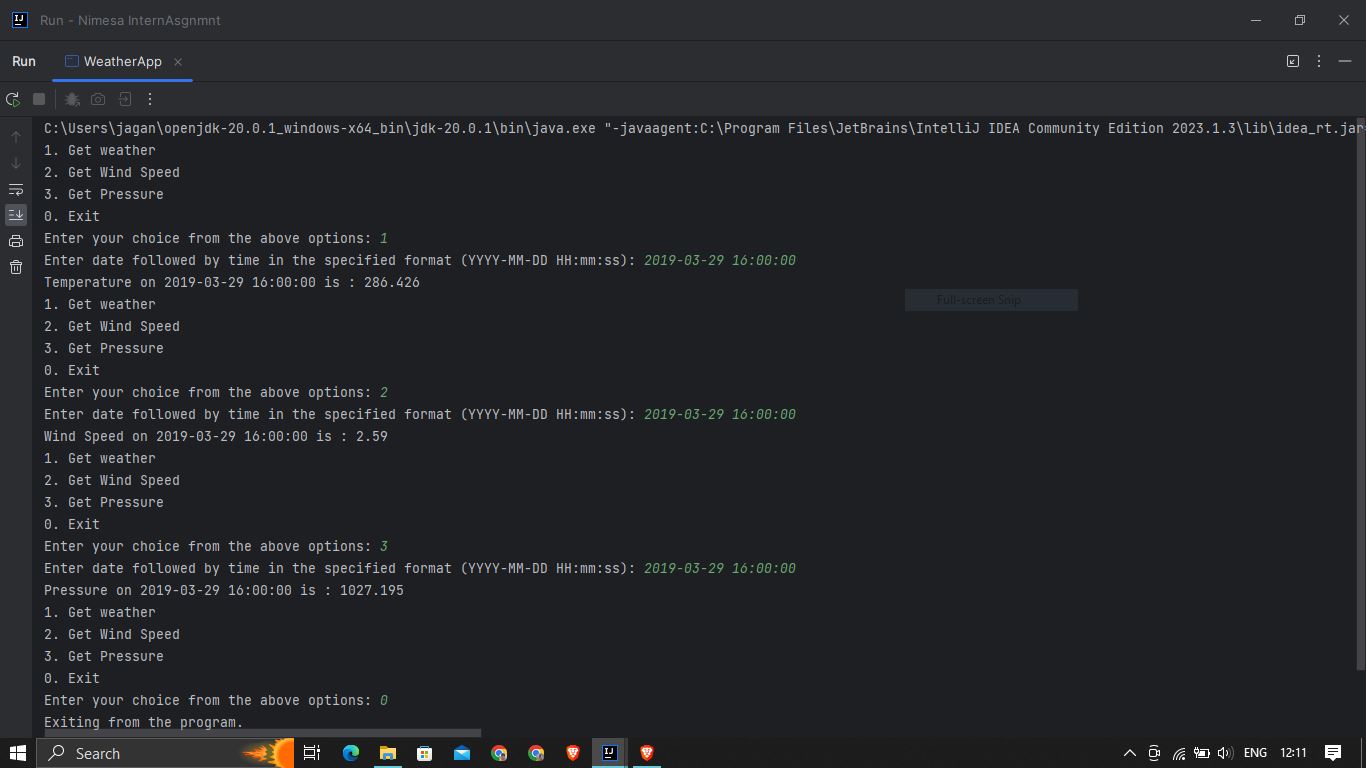 Run - Nimesa InternAsgnmnt
Run WeatherApp
C:\Users\jagan\openjdk-20.0.1_windows-x64_bin\jdk-20.0.1\bin\java.exe "-javaagent:C:\Program Files\JetBrains\IntelliJ IDEA Community Edition 2023.1.3\lib\idea_rt.jar
1. Get weather
2. Get Wind Speed
3. Get Pressure
0. Exit
Enter your choice from the above options: 1
Enter date followed by time in the specified format (YYYY-MM-DD HH:mm:ss): 2019-03-29 16:00:00
Temperature on 2019-03-29 16:00:00 is : 286.426
1. Get weather
Full-screen Snip
2. Get Wind Speed
3. Get Pressure
0. Exit
Enter your choice from the above options: 2
Enter date followed by time in the specified format (YYYY-MM-DD HH:mm:ss): 2019-03-29 16:00:00
Wind Speed on 2019-03-29 16:00:00 is : 2.59
1. Get weather
2. Get Wind Speed
3. Get Pressure
0. Exit
Enter your choice from the above options: 3
Enter date followed by time in the specified format (YYYY-MM-DD HH:mm:ss): 2019-03-29 16:00:00
Pressure on 2019-03-29 16:00:00 is : 1027.195
1. Get weather
2. Get Wind Speed
3. Get Pressure
0. Exit
Enter your choice from the above options: 0
Exiting from the program.
Search ENG 12:11